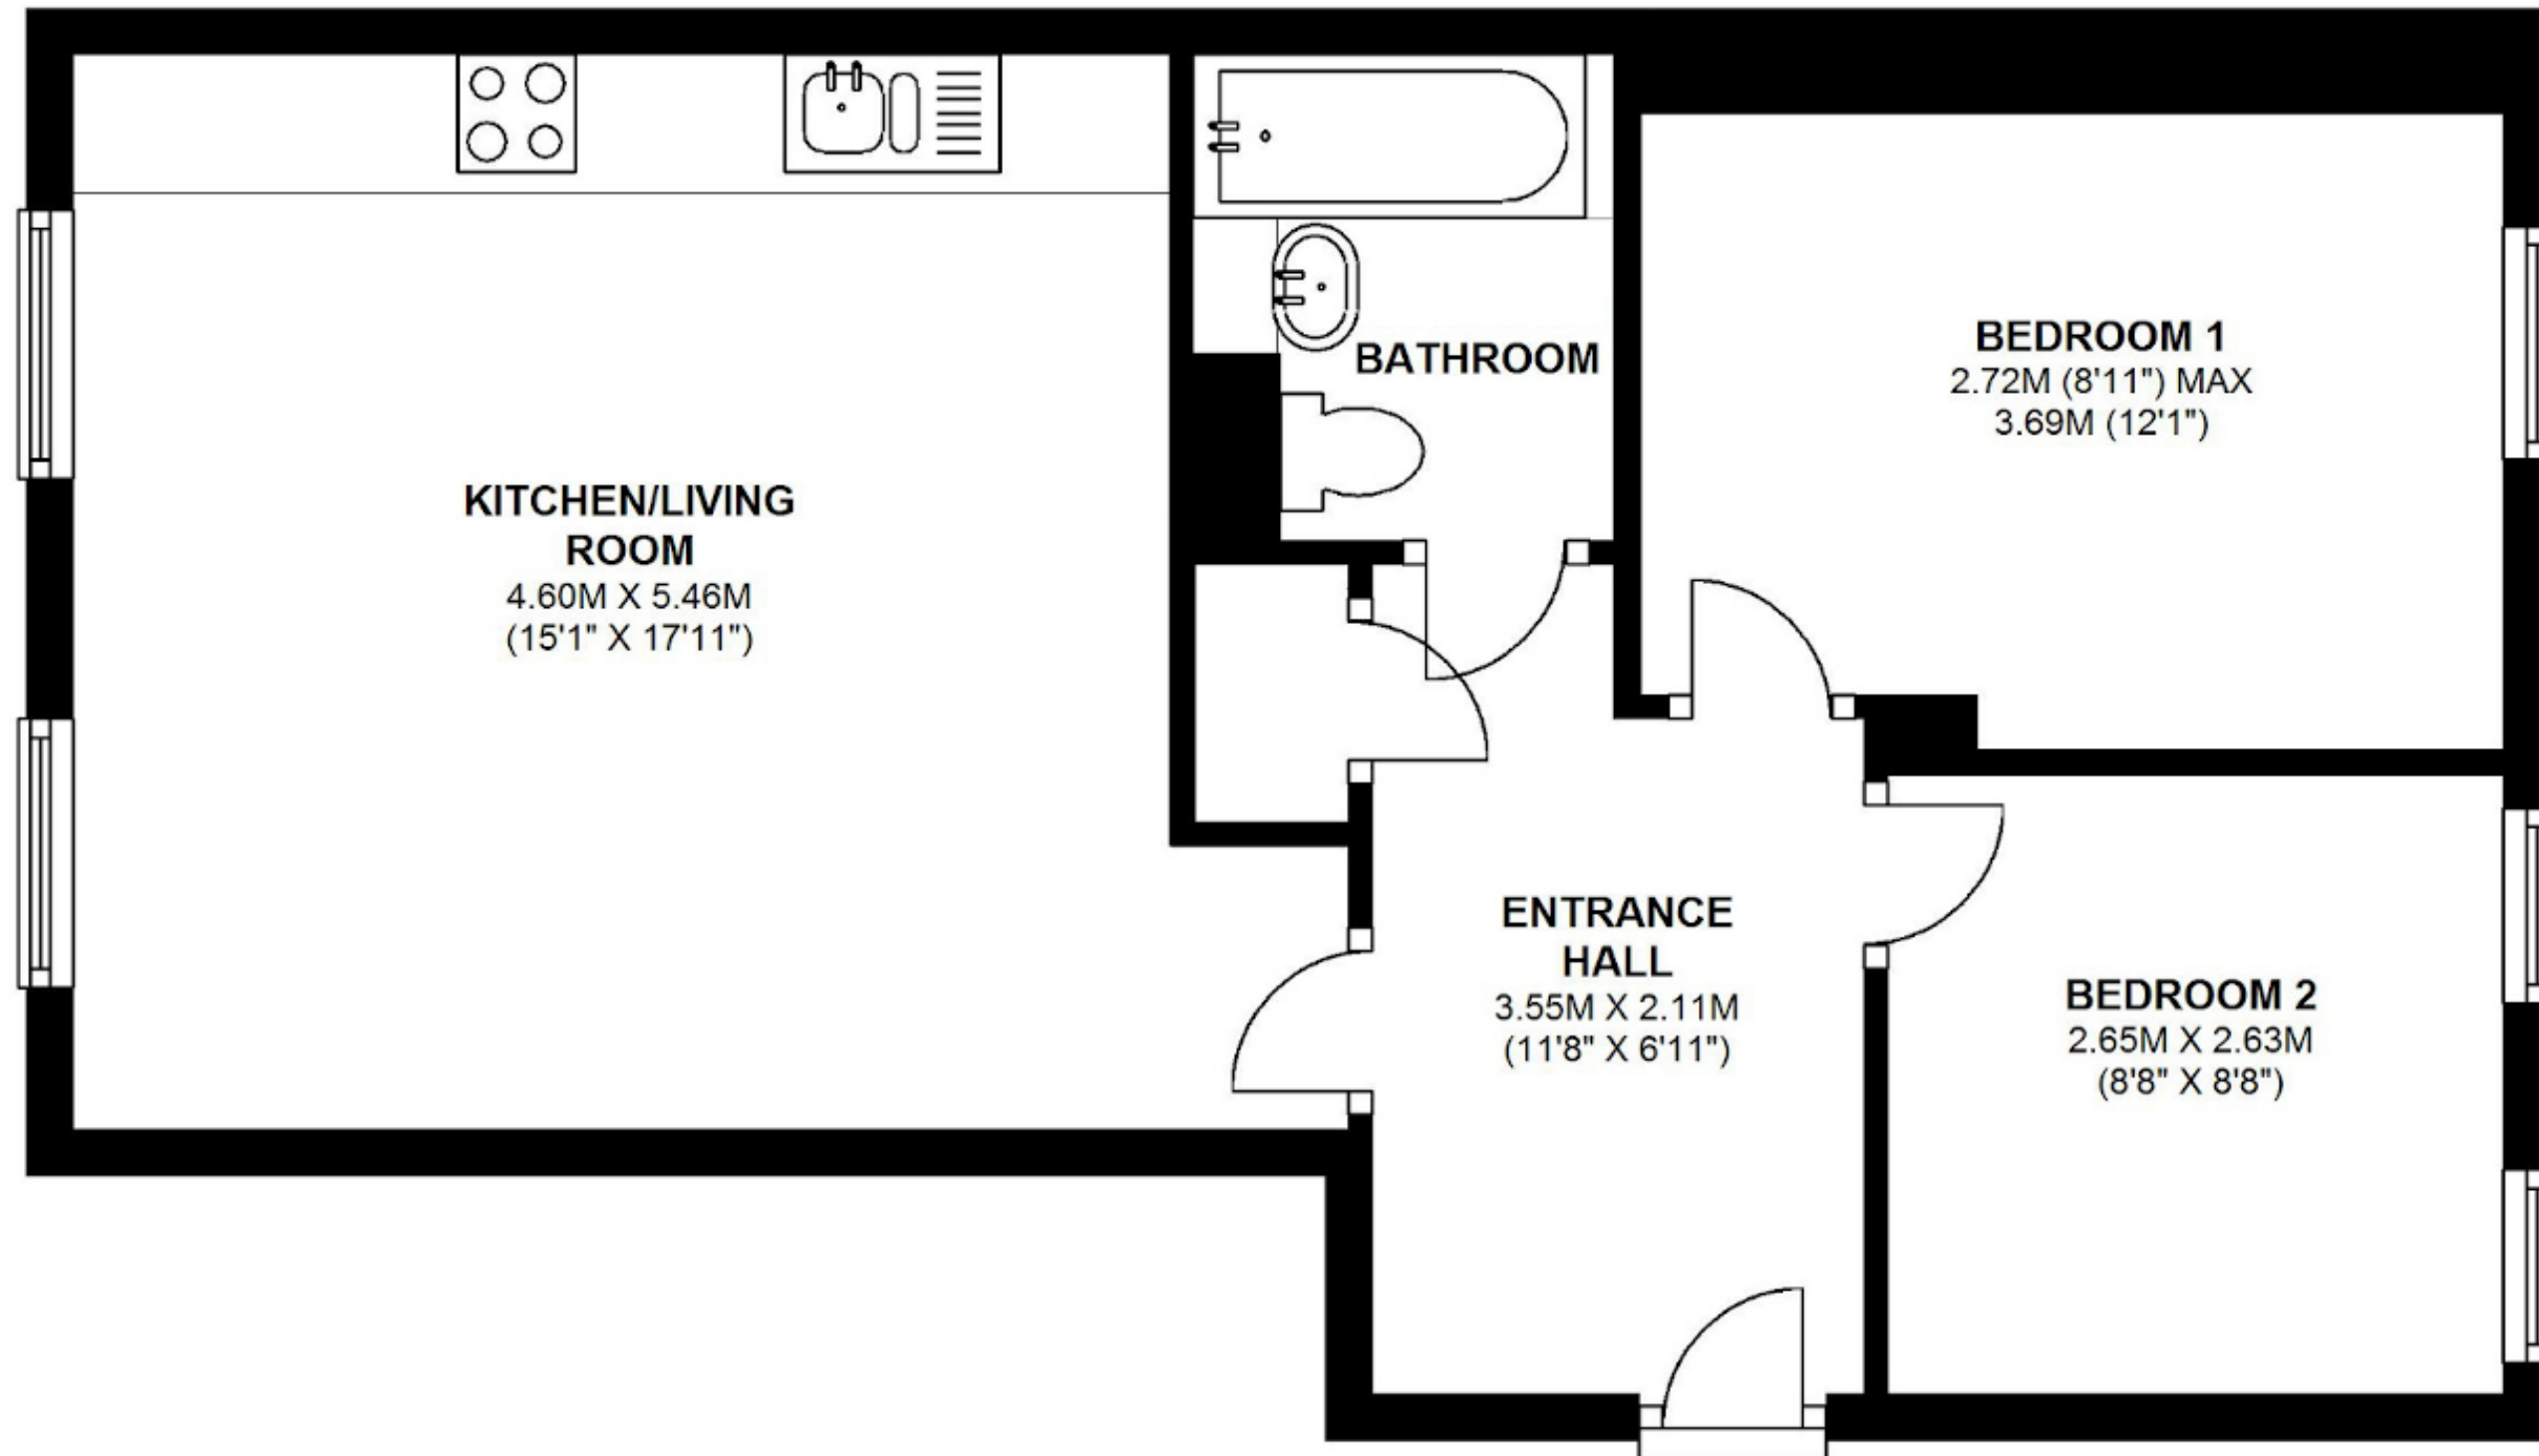 KITCHEN/LIVING
ROOM
4.60M X 5.46M
(15'1" X 17'11")
BATHROOM
BEDROOM 1
2.72M (8'11") MAX
3.69M (12'1")
ENTRANCE
HALL
3.55M X 2.11M
(11'8" X 6'11")
BEDROOM 2
2.65M X 2.63M
(8'8" X 8'8")